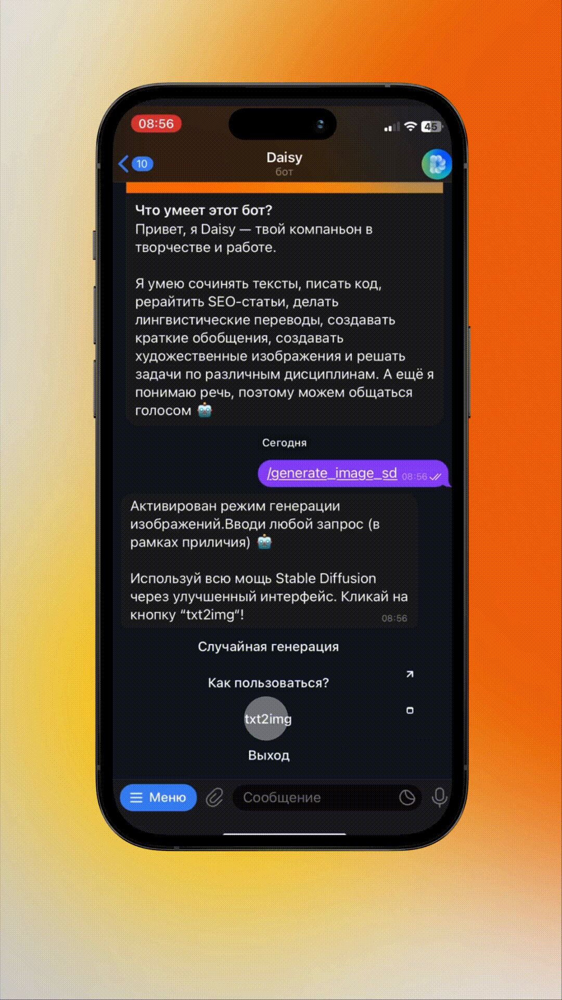 08:56
45
10
Daisy
бот
Что умеет этот бот?
Привет, я Daisy — твой компаньон в
творчестве и работе.
Я умею сочинять тексты, писать код,
рерайтить SEO-статьи, делать
лингвистические переводы, создавать
краткие обобщения, создавать
художественные изображения и решать
задачи по различным дисциплинам. А ещё я
понимаю речь, поэтому можем общаться
голосом 🤖
Сегодня
/generate_image_sd 08:56
Активирован режим генерации
изображений.Вводи любой запрос (в
рамках приличия) 🤖
Используй всю мощь Stable Diffusion
через улучшенный интерфейс. Кликай на
кнопку “txt2img“!
08:56
Случайная генерация
Как пользоваться?
txt2img
Выход
Меню
Сообщение